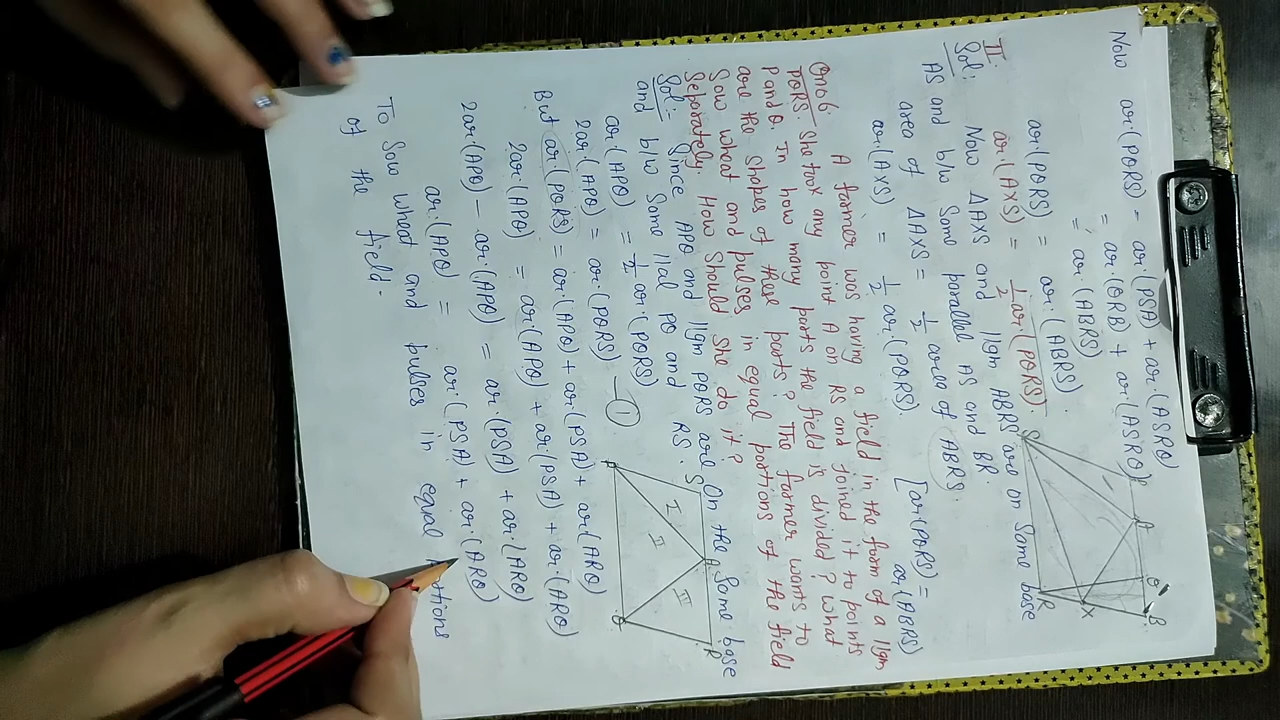 Now ar.(PQRS) = ar.(PSA) + ar.(ASRQ)
= ar.(QRB) + ar.(ASRQ)
= ar(ABRS)
ar.(PQRS) = ar.(ABRS).
ar.(AXS) = 1/2 ar.(PQRS).
S P A Q B X R
II.
Sol: Now ΔAXS and 11gm ABRS are on same base
AS and b/w same parallel AS and BR.
area of ΔAXS = 1/2 area of ABRS.
ar(AXS) = 1/2 ar.(PQRS). [ar(PQRS) =
ar(ABRS)
Qno6. A farmer was having a field in the form of a 11gm
PQRS. She took any point A on RS and joined it to points
P and Q. In how many parts the field is divided? what
are the shapes of these parts? The farmer wants to
Sow wheat and pulses in equal portions of the field
Separately. How should she do it?
Sol:- Since APQ and 11gm PQRS are On the Same base
and b/w Same 11al PQ and RS.
ar(APQ) = 1/2 ar(PQRS)
2ar(APQ) = ar(PQRS) — 1
But ar(PQRS) = ar(APQ) + ar(PSA) + ar(ARQ)
2ar(APQ) = ar(APQ) + ar(PSA) + ar(ARQ)
2ar(APQ) - ar.(APQ) = ar(PSA) + ar(ARQ)
ar.(APQ) = ar.(PSA) + ar(ARQ)
S A R
I II III
P Q
To Sow wheat and pulses in equal
of the field.